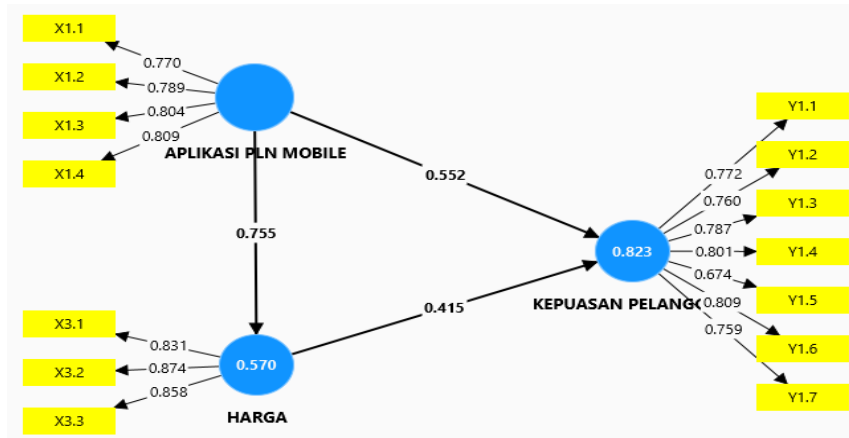 X1.1
X1.2
X1.3
X1.4
0.770
0.789
0.804
0.809
APLIKASI PLN MOBILE
0.552
0.755
0.415
X3.1
X3.2
X3.3
0.831
0.874
0.858
0.570
HARGA
0.823
KEPUASAN
0.772
0.760
0.787
0.801
0.674
0.809
0.759
Y1.1
Y1.2
Y1.3
Y1.4
Y1.5
Y1.6
Y1.7